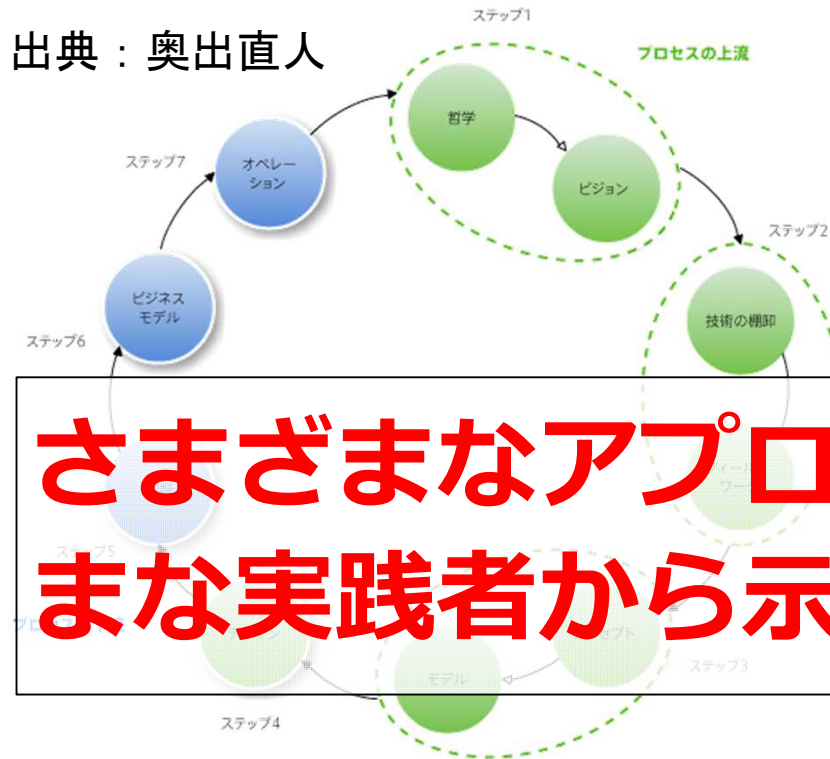 出典：奥出直人
ステップ1
プロセスの上流
哲学
ビジョン
ステップ7
オペレー
ション
ステップ2
技術の棚卸
ビジネス
モデル
ステップ6
さまざまなアプロ
ワーク
ステップ5
まな実践者から示
モデル
ステップ3
ステップ4